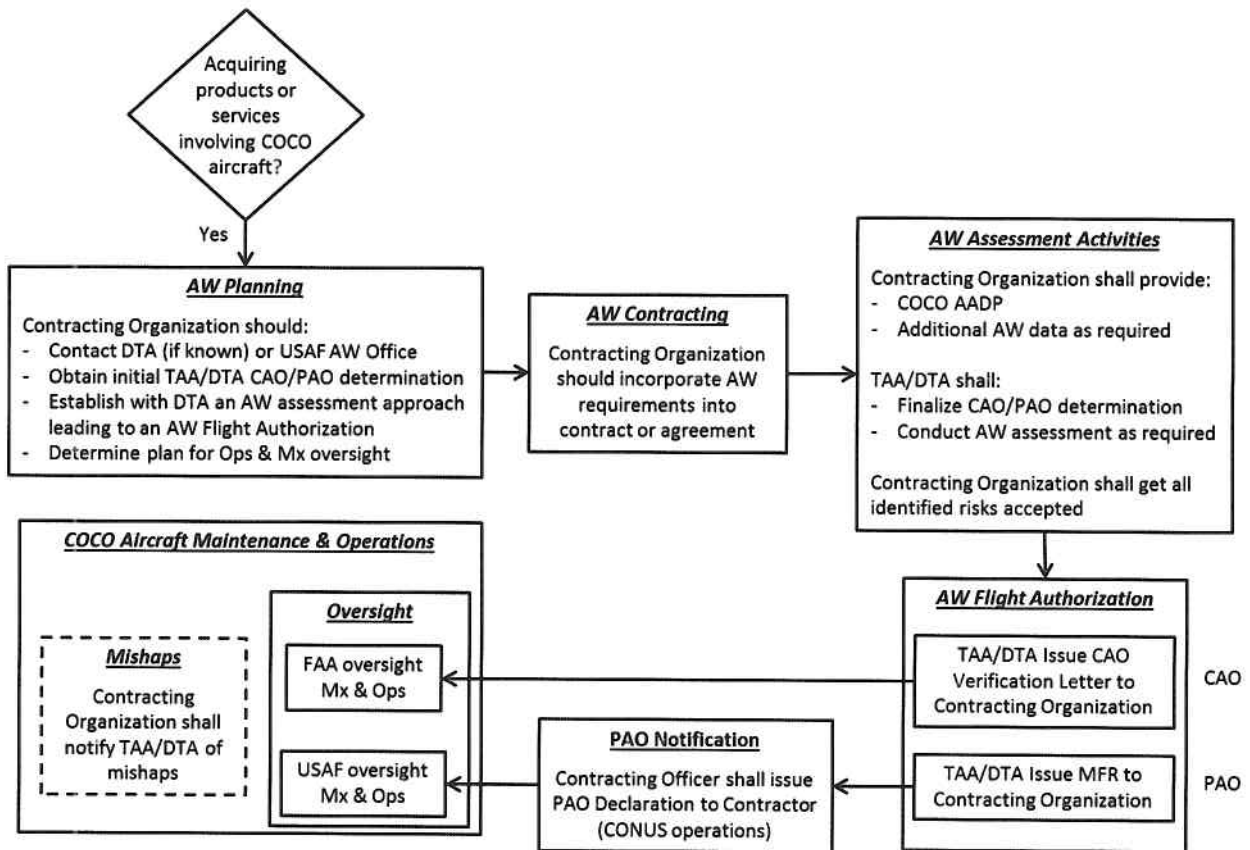 Acquiring
products or
services
involving COCO
aircraft?
Yes
AW Planning
Contracting Organization should:
- Contact DTA (if known) or USAF AW Office
- Obtain initial TAA/DTA CAO/PAO determination
- Establish with DTA an AW assessment approach
leading to an AW Flight Authorization
- Determine plan for Ops & Mx oversight
AW Contracting
Contracting Organization
should incorporate AW
requirements into
contract or agreement
AW Assessment Activities
Contracting Organization shall provide:
- COCO AADP
- Additional AW data as required
TAA/DTA shall:
- Finalize CAO/PAO determination
- Conduct AW assessment as required
Contracting Organization shall get all
identified risks accepted
AW Flight Authorization
TAA/DTA Issue CAO
Verification Letter to
Contracting Organization
CAO
TAA/DTA Issue MFR to
Contracting Organization
PAO
PAO Notification
Contracting Officer shall issue
PAO Declaration to Contractor
(CONUS operations)
COCO Aircraft Maintenance & Operations
Oversight
FAA oversight
Mx & Ops
USAF oversight
Mx & Ops
Mishaps
Contracting
Organization shall
notify TAA/DTA of
mishaps